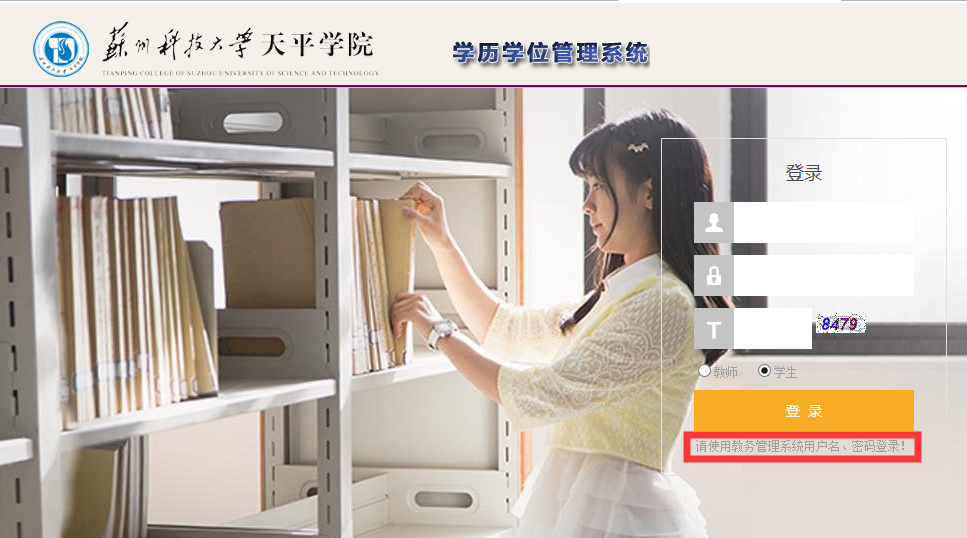 蘇州科技大學天平学院
TIANPING COLLEGE OF SUZHOU UNIVERSITY OF SCIENCE AND TECHNOLOGY
学历学位管理系统
登录
T
8479
教师 学生
登 录
请使用教务管理系统用户名、密码登录！